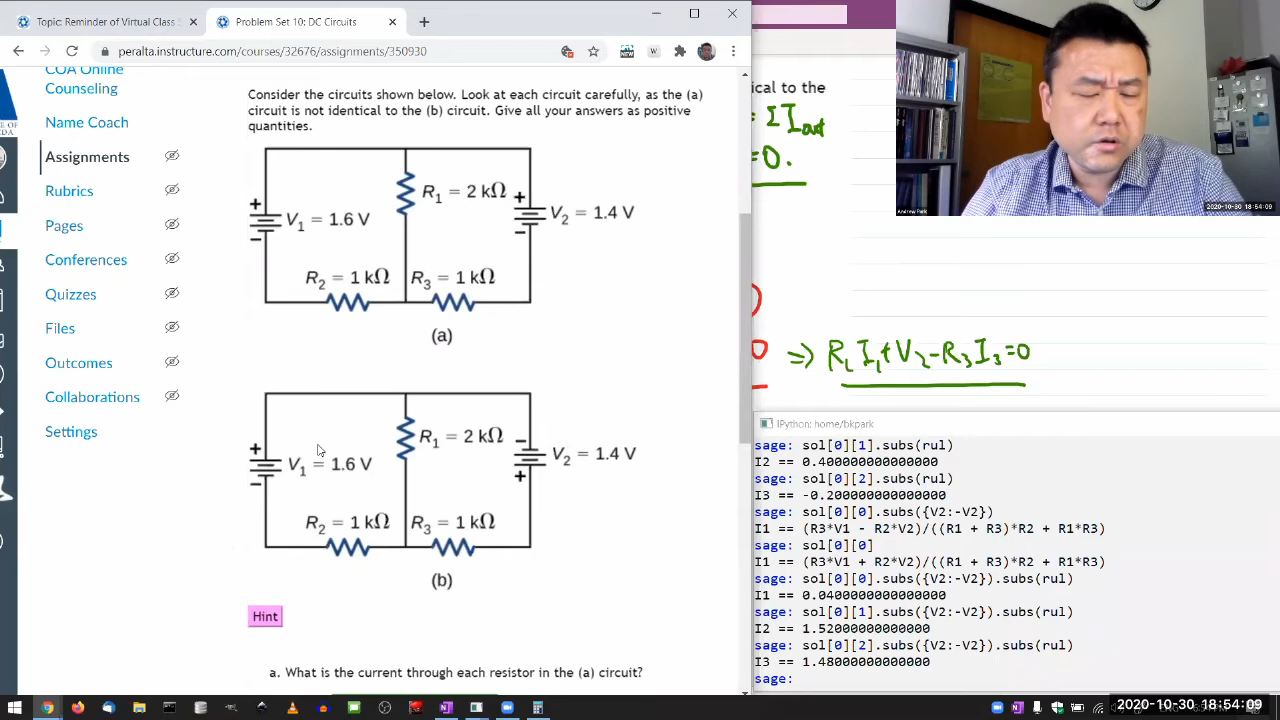 Topic: Reminder of Virtual Class
Problem Set 10: DC Circuits
peralta.instructure.com/courses/32676/assignments/350930
COA Online
Counseling
Name Coach
Assignments
Rubrics
Pages
Conferences
Quizzes
Files
Outcomes
Collaborations
Settings
Consider the circuits shown below. Look at each circuit carefully, as the (a)
circuit is not identical to the (b) circuit. Give all your answers as positive
quantities.
R1 = 2 kΩ
+
+
V1 = 1.6 V
V2 = 1.4 V
−
−
R2 = 1 kΩ
R3 = 1 kΩ
(a)
R1 = 2 kΩ
−
+
V1 = 1.6 V
V2 = 1.4 V
−
+
R2 = 1 kΩ
R3 = 1 kΩ
(b)
Hint
a. What is the current through each resistor in the (a) circuit?
ical to the
= Σ Iout
=0.
0
⇒ R1I1+V2−R3I3=0
IPython: home/bkpark
sage: sol[0][1].subs(rul)
I2 == 0.400000000000000
sage: sol[0][2].subs(rul)
I3 == -0.200000000000000
sage: sol[0][0].subs({V2:-V2})
I1 == (R3*V1 - R2*V2)/((R1 + R3)*R2 + R1*R3)
sage: sol[0][0]
I1 == (R3*V1 + R2*V2)/((R1 + R3)*R2 + R1*R3)
sage: sol[0][0].subs({V2:-V2}).subs(rul)
I1 == 0.0400000000000000
sage: sol[0][1].subs({V2:-V2}).subs(rul)
I2 == 1.52000000000000
sage: sol[0][2].subs({V2:-V2}).subs(rul)
I3 == 1.48000000000000
sage:
Andrew Park
2020-10-30 18:54:09
2020-10-30 18:54:09